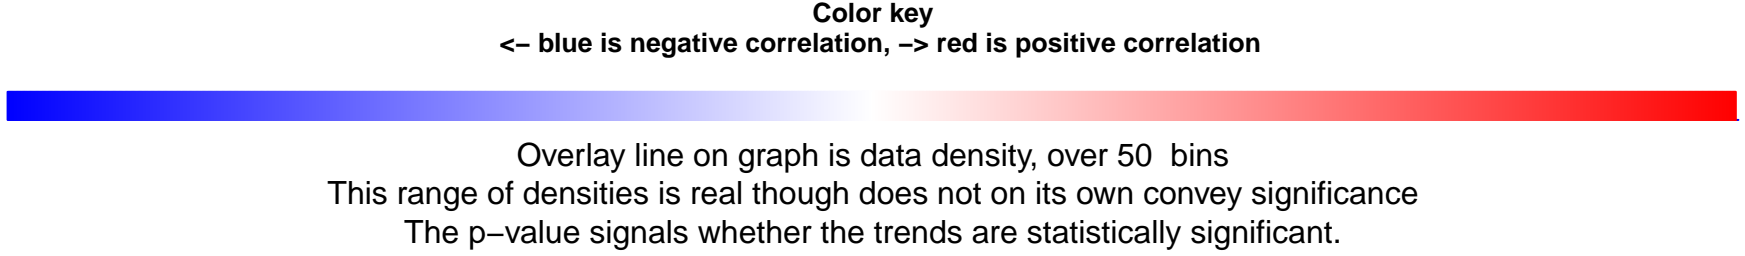 Color key
<− blue is negative correlation, −> red is positive correlation
Overlay line on graph is data density, over 50  bins
This range of densities is real though does not on its own convey significance
The p−value signals whether the trends are statistically significant.